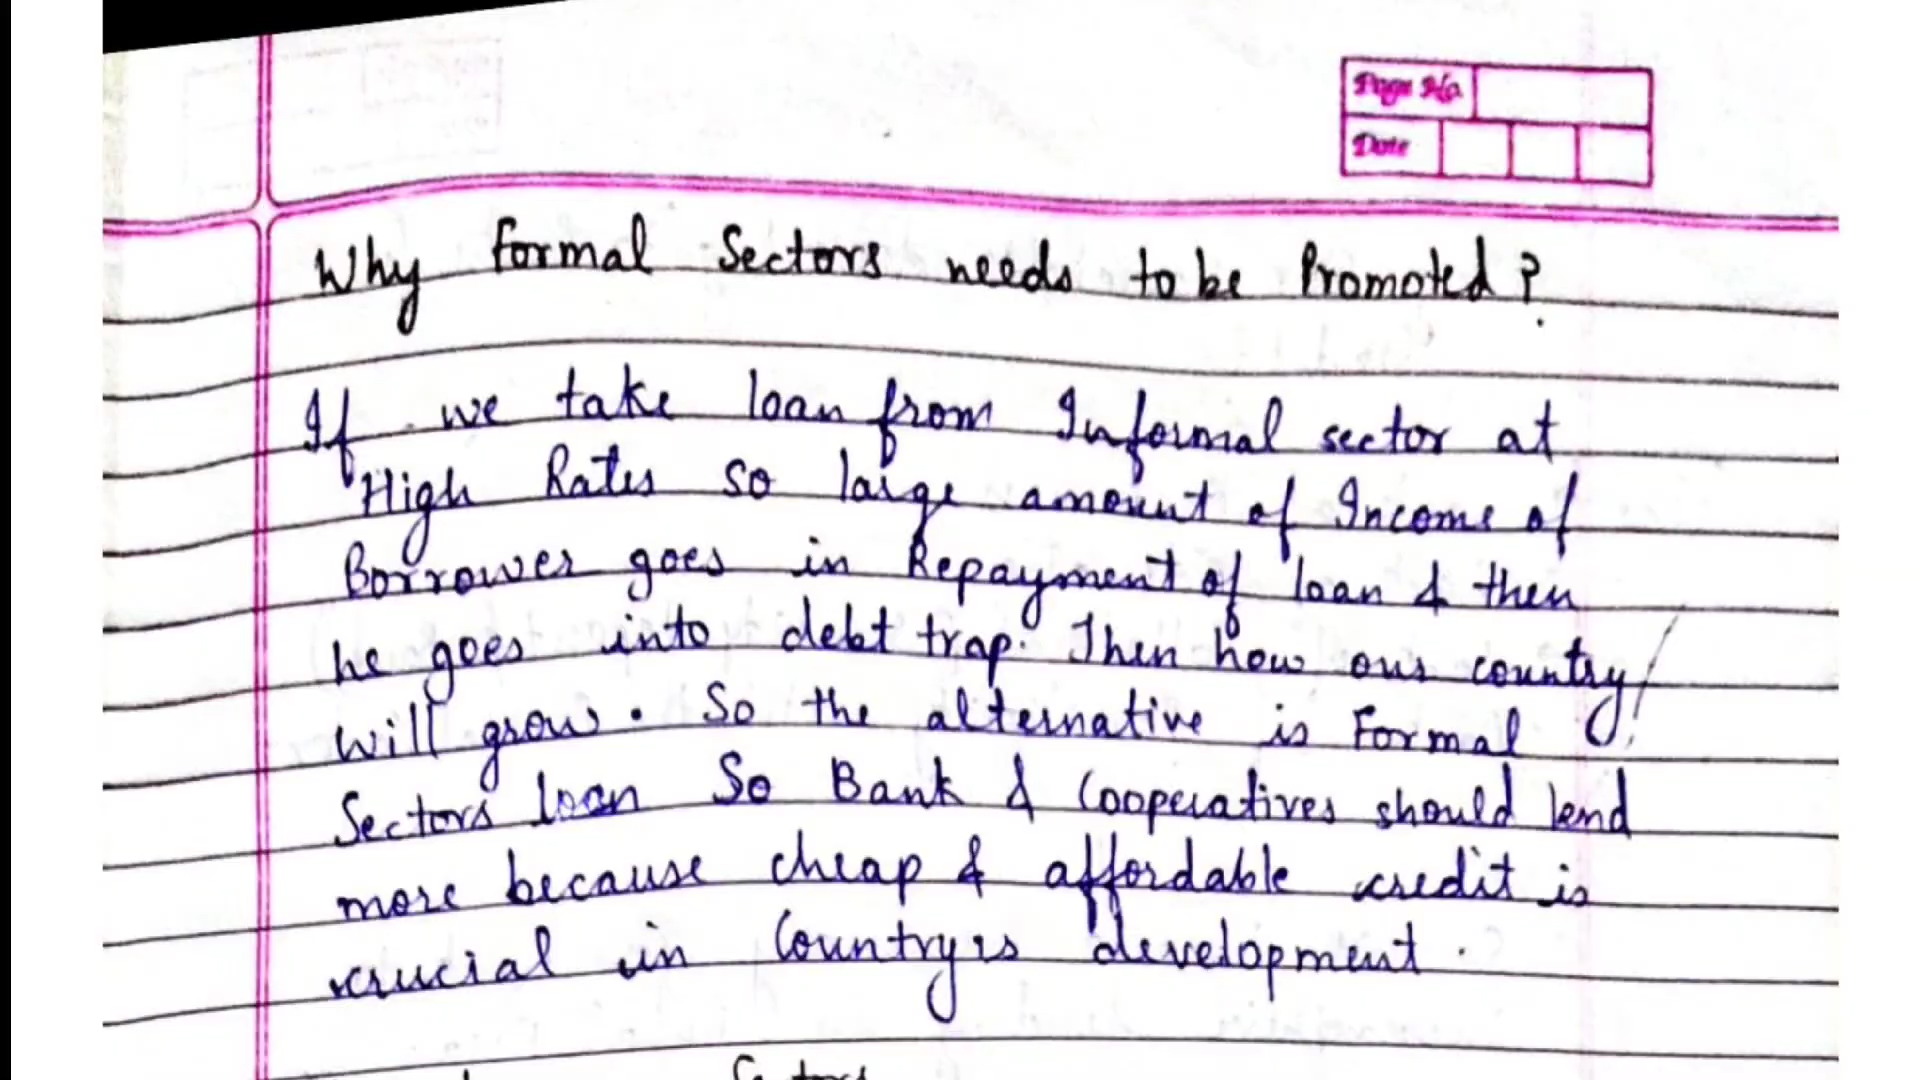 Page No.
Date
Why Formal Sectors needs to be Promoted?
If we take loan from Informal sector at
High Rates so large amount of Income of
Borrower goes in Repayment of loan & then
he goes into debt trap. Then how our country
will grow. So the alternative is Formal
Sectors loan So Bank & Cooperatives should lend
more because cheap & affordable credit is
crucial in Country is development.